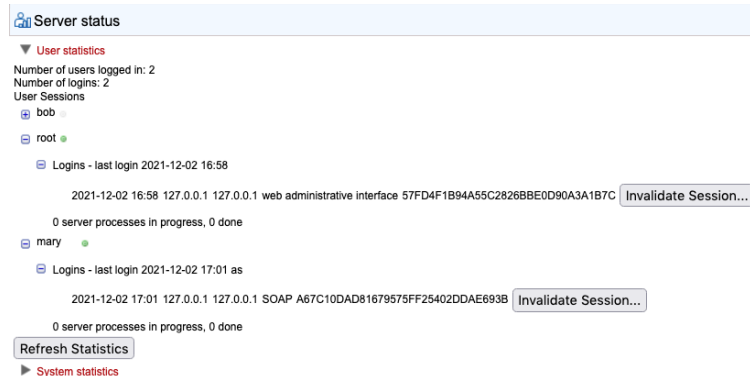 Server status
User statistics
Number of users logged in: 2
Number of logins: 2
User Sessions
bob
root
Logins - last login 2021-12-02 16:58
2021-12-02 16:58 127.0.0.1 127.0.0.1 web administrative interface 57FD4F1B94A55C2826BBE0D90A3A1B7C Invalidate Session...
0 server processes in progress, 0 done
mary
Logins - last login 2021-12-02 17:01 as
2021-12-02 17:01 127.0.0.1 127.0.0.1 SOAP A67C10DAD81679575FF25402DDAE693B Invalidate Session...
0 server processes in progress, 0 done
Refresh Statistics
System statistics